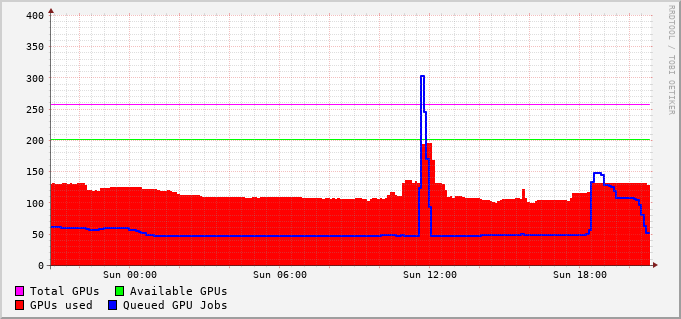 400
350
300
250
200
150
100
50
0
Sun 00:00 Sun 06:00 Sun 12:00 Sun 18:00
Total GPUs Available GPUs
GPUs used Queued GPU Jobs
RRDTOOL / TOBI OETIKER